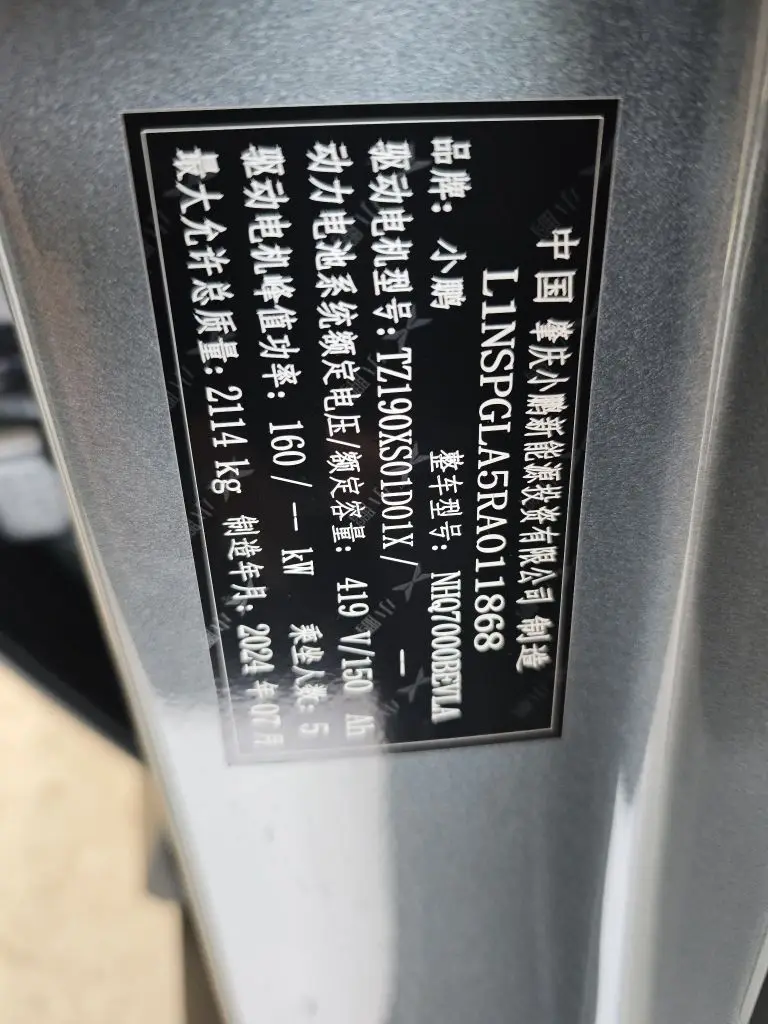 中国 肇庆小鹏新能源投资有限公司 制造
L1NSPGLA5RA011868
品牌： 小鹏 整车型号： NHQ7000BEVLA
驱动电机型号：TZ190XS01D01X/ --
动力电池系统额定电压/额定容量： 419 V/150 Ah
驱动电机峰值功率： 160/-- kW 乘坐人数：5
最大允许总质量：2114 kg 制造年月：2024 年07月